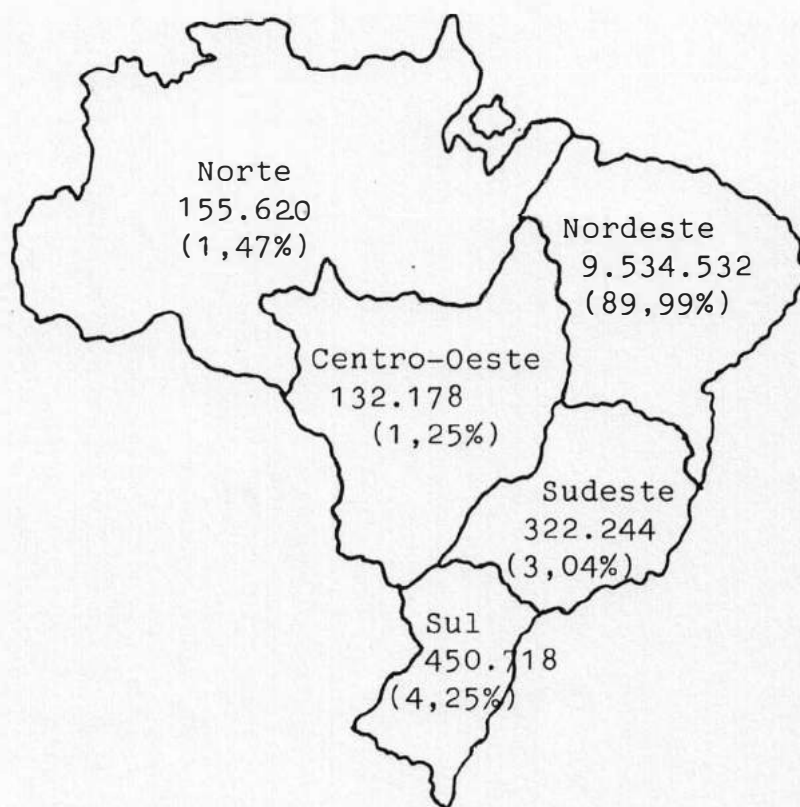 Norte
155.620
(1,47%)
Nordeste
9.534.532
(89,99%)
Centro-Oeste
132.178
(1,25%)
Sudeste
322.244
(3,04%)
Sul
450.718
(4,25%)